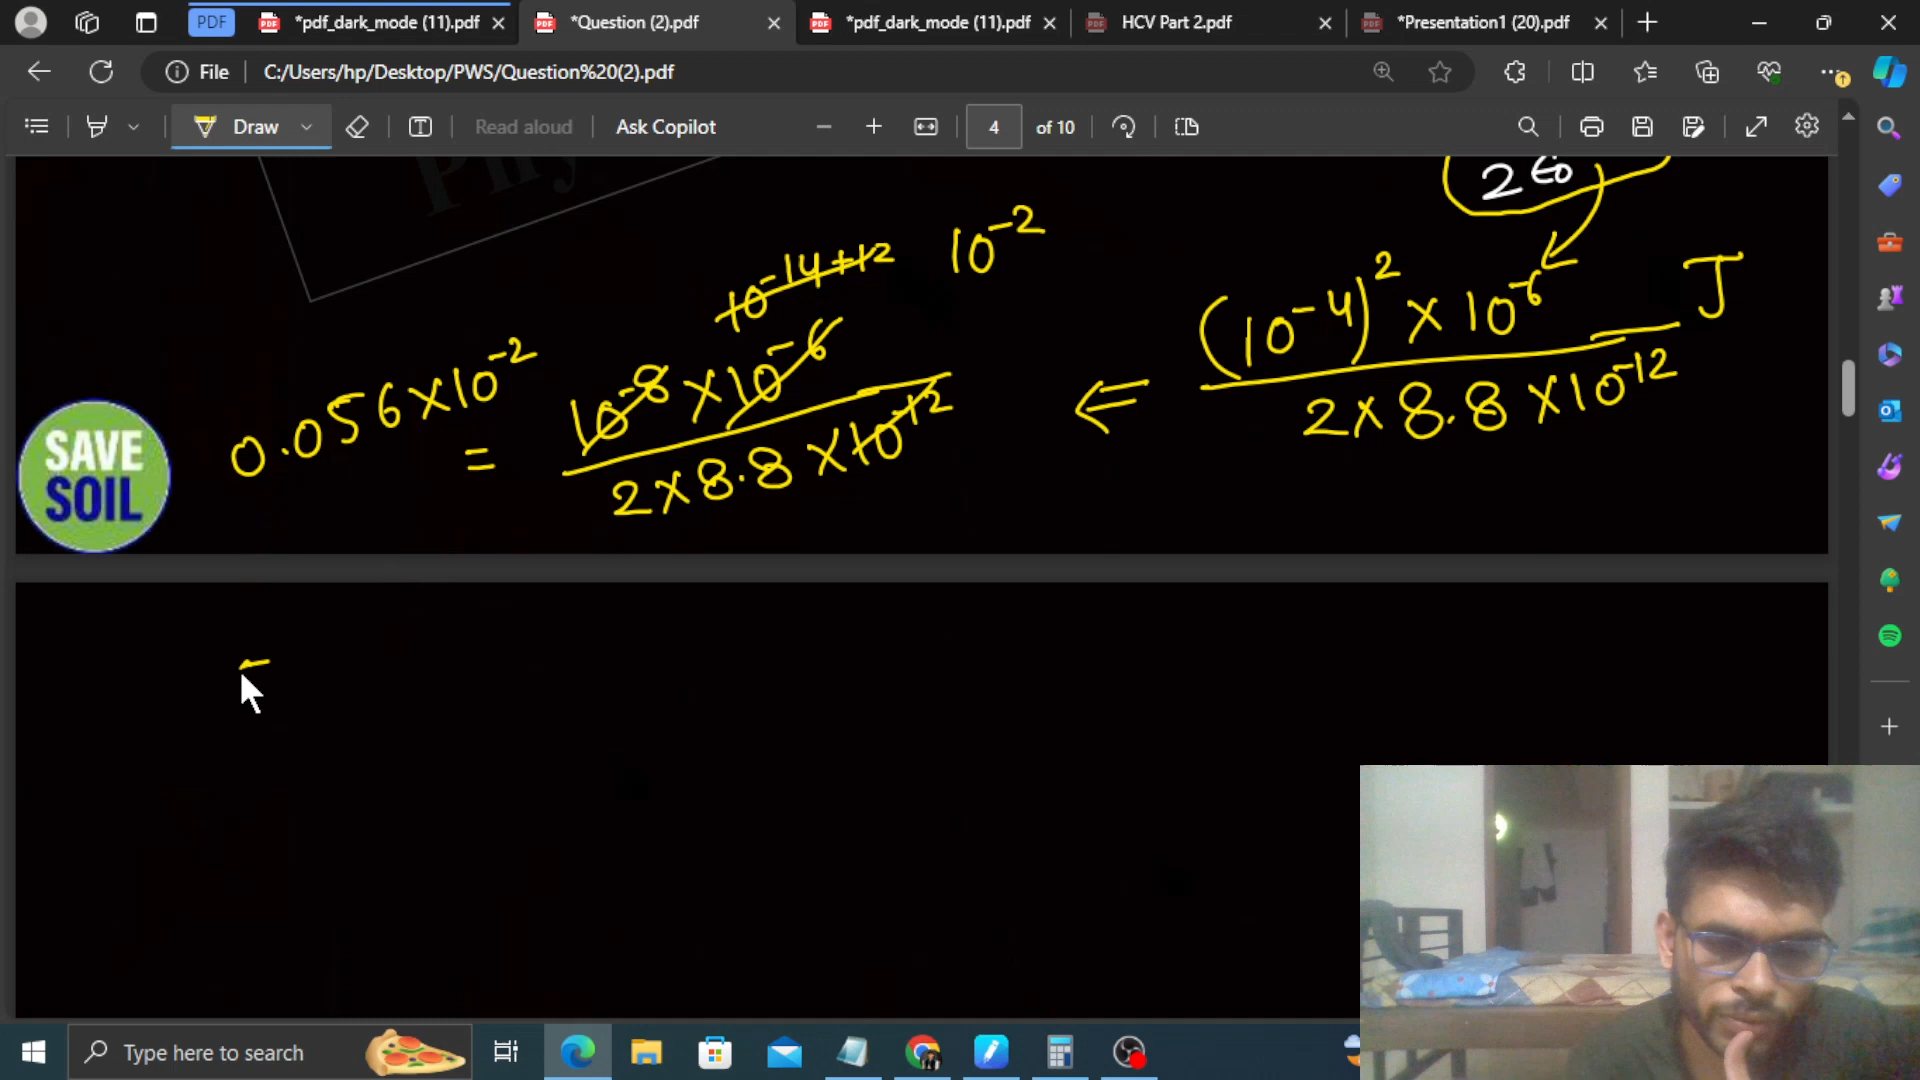 PDF *pdf_dark_mode (11).pdf *Question (2).pdf *pdf_dark_mode (11).pdf HCV Part 2.pdf *Presentation1 (20).pdf
File C:/Users/hp/Desktop/PWS/Question%20(2).pdf
Draw Read aloud Ask Copilot 4 of 10
2ε₀
10⁻¹⁴⁺¹² 10⁻²
(10⁻⁴)² × 10⁻⁶ J
2×8.8×10⁻¹²
⇐
0.056×10⁻² = 10⁻⁸×10⁻⁶
2×8.8×10⁻¹²
SAVE
SOIL
Type here to search